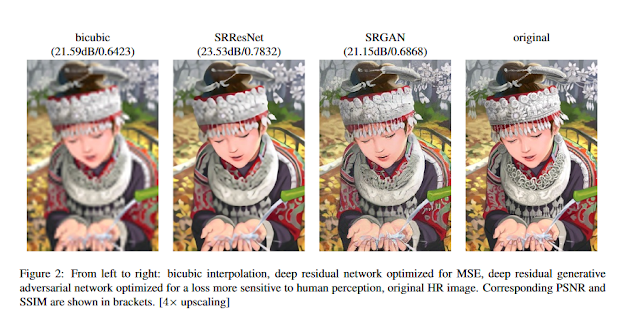 bicubic
(21.59dB/0.6423)
SRResNet
(23.53dB/0.7832)
SRGAN
(21.15dB/0.6868)
original
Figure 2: From left to right: bicubic interpolation, deep residual network optimized for MSE, deep residual generative
adversarial network optimized for a loss more sensitive to human perception, original HR image. Corresponding PSNR and
SSIM are shown in brackets. [4× upscaling]